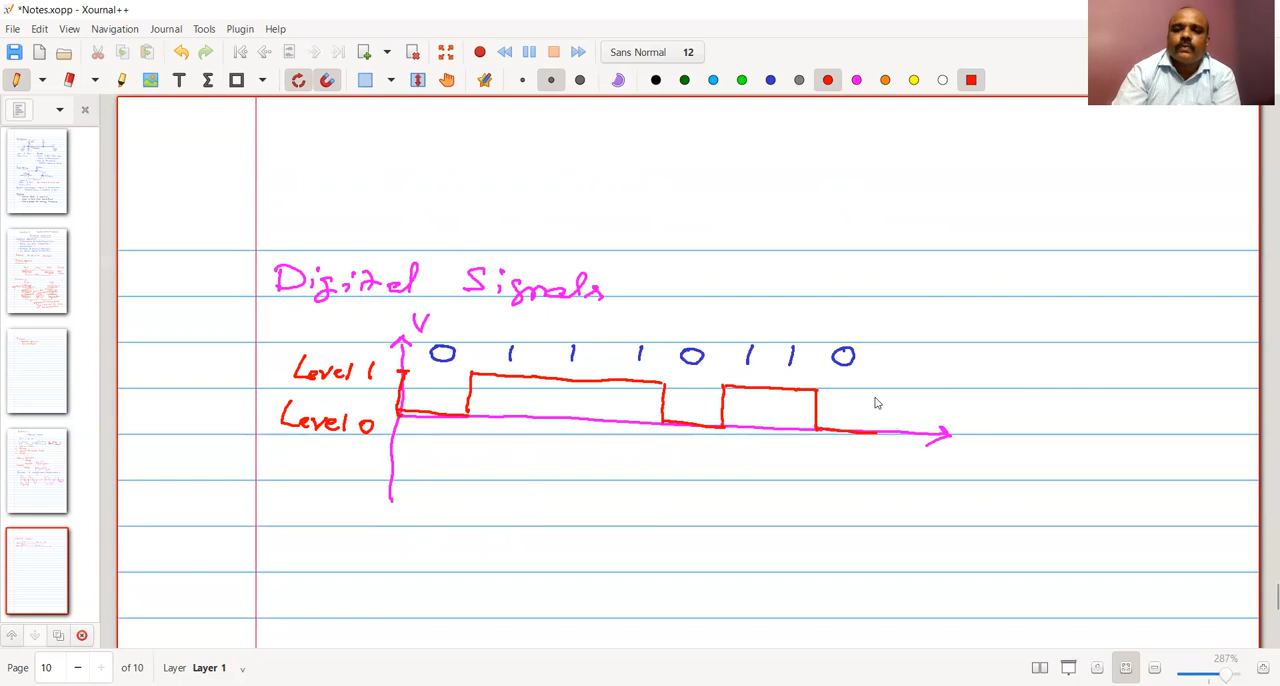 *Notes.xopp - Xournal++
File Edit View Navigation Journal Tools Plugin Help
Sans Normal 12
Digital Signals
V
0 1 1 1 0 1 1 0
Level 1
Level 0
Page 10 of 10 Layer Layer 1
287%